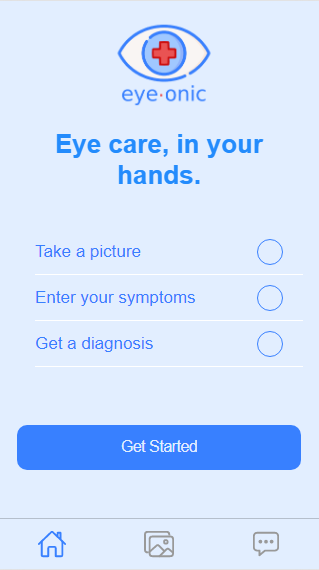 eye·onic
Eye care, in your
hands.
Take a picture
Enter your symptoms
Get a diagnosis
Get Started